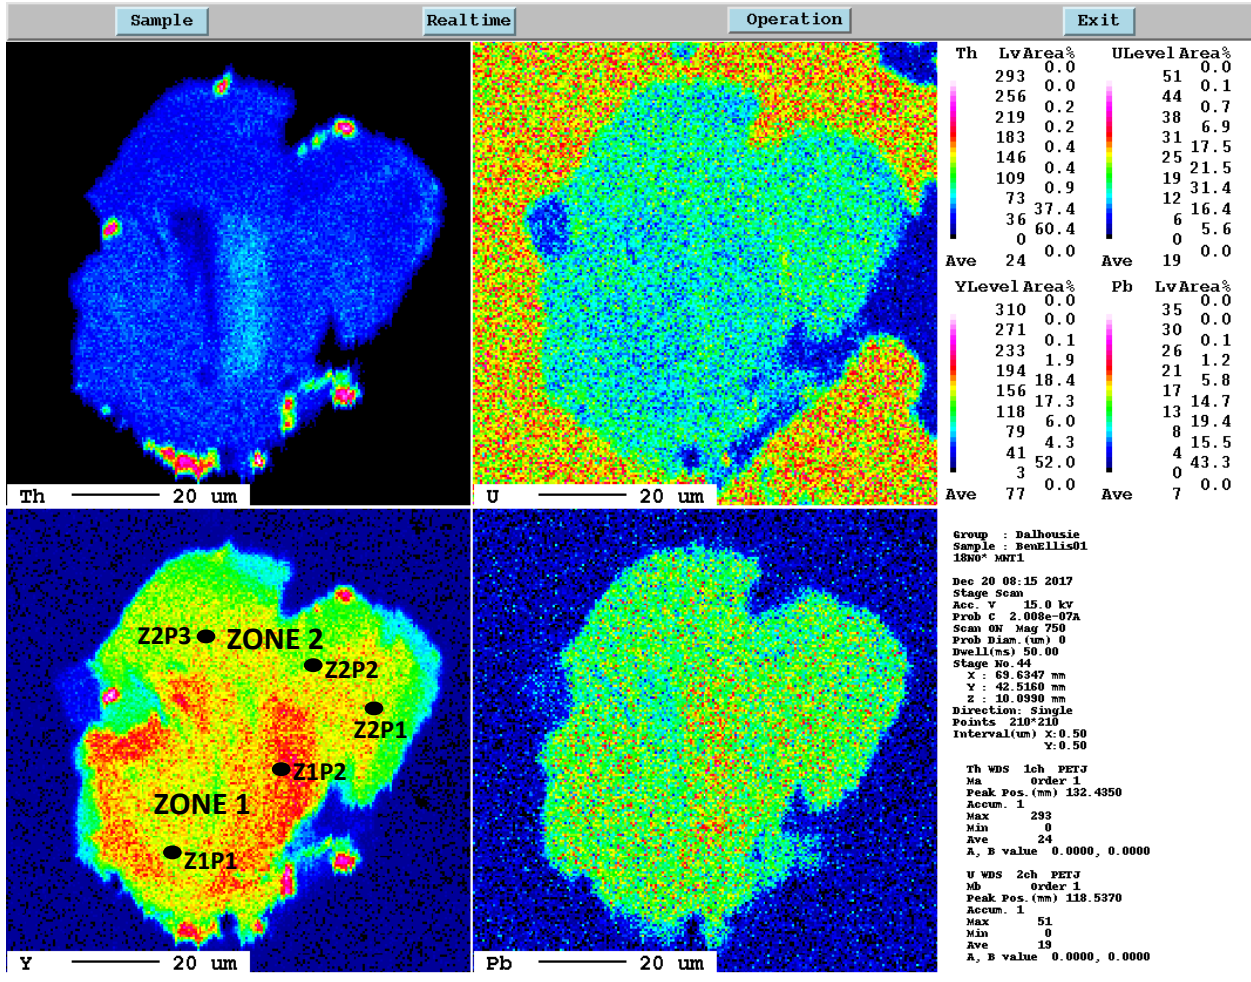 Sample Realtime Operation Exit
Th Lv Area%
0.0
293 0.0
256 0.2
219 0.2
183 0.4
146 0.4
109 0.9
73 37.4
36 60.4
0 0.0
Ave 24
ULevel Area%
0.0
51 0.1
44 0.7
38 6.9
31 17.5
25 21.5
19 31.4
12 16.4
6 5.6
0 0.0
Ave 19
Th 20 um
U 20 um
YLevel Area%
0.0
310 0.0
271 0.1
233 1.9
194 18.4
156 17.3
118 6.0
79 4.3
41 52.0
3 0.0
Ave 77
Pb Lv Area%
0.0
35 0.0
30 0.1
26 1.2
21 5.8
17 14.7
13 19.4
8 15.5
4 43.3
0 0.0
Ave 7
Z2P3 ZONE 2
Z2P2
Z2P1
Z1P2
ZONE 1
Z1P1
Y 20 um
Pb 20 um
Group : Dalhousie
Sample : BenEllis01
18NO* MNT1
Dec 20 08:15 2017
Stage Scan
Acc. V 15.0 kV
Prob C 2.008e-07A
Scan ON Mag 750
Prob Diam.(um) 0
Dwell(ms) 50.00
Stage No.44
X : 69.6347 mm
Y : 42.5160 mm
Z : 10.0990 mm
Direction: Single
Points 210*210
Interval(um) X:0.50
Y:0.50
Th WDS 1ch PETJ
Ma Order 1
Peak Pos.(mm) 132.4350
Accum. 1
Max 293
Min 0
Ave 24
A, B value 0.0000, 0.0000
U WDS 2ch PETJ
Mb Order 1
Peak Pos.(mm) 118.5370
Accum. 1
Max 51
Min 0
Ave 19
A, B value 0.0000, 0.0000